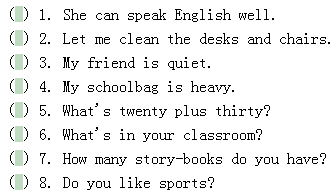 ( ) 1. She can speak English well.
( ) 2. Let me clean the desks and chairs.
( ) 3. My friend is quiet.
( ) 4. My schoolbag is heavy.
( ) 5. What's twenty plus thirty?
( ) 6. What's in your classroom?
( ) 7. How many story-books do you have?
( ) 8. Do you like sports?